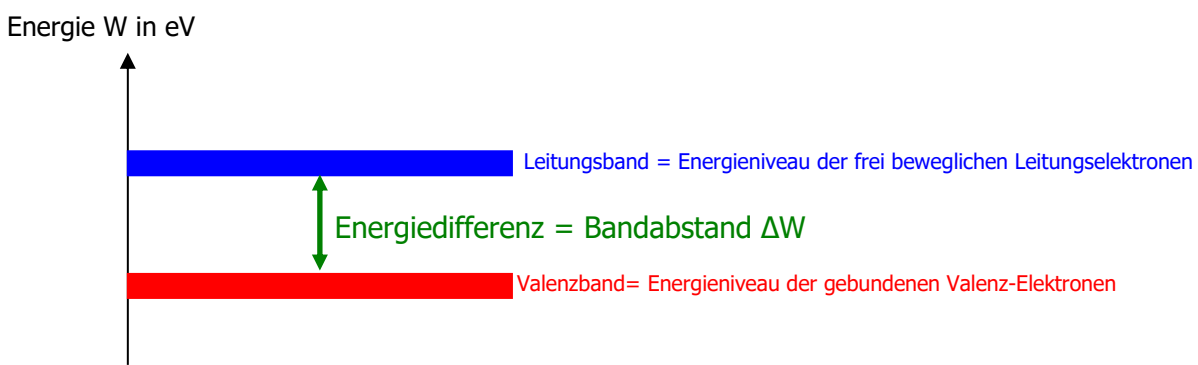 Energie W in eV
Leitungsband = Energieniveau der frei beweglichen Leitungselektronen
Energiedifferenz = Bandabstand ΔW
Valenzband= Energieniveau der gebundenen Valenz-Elektronen